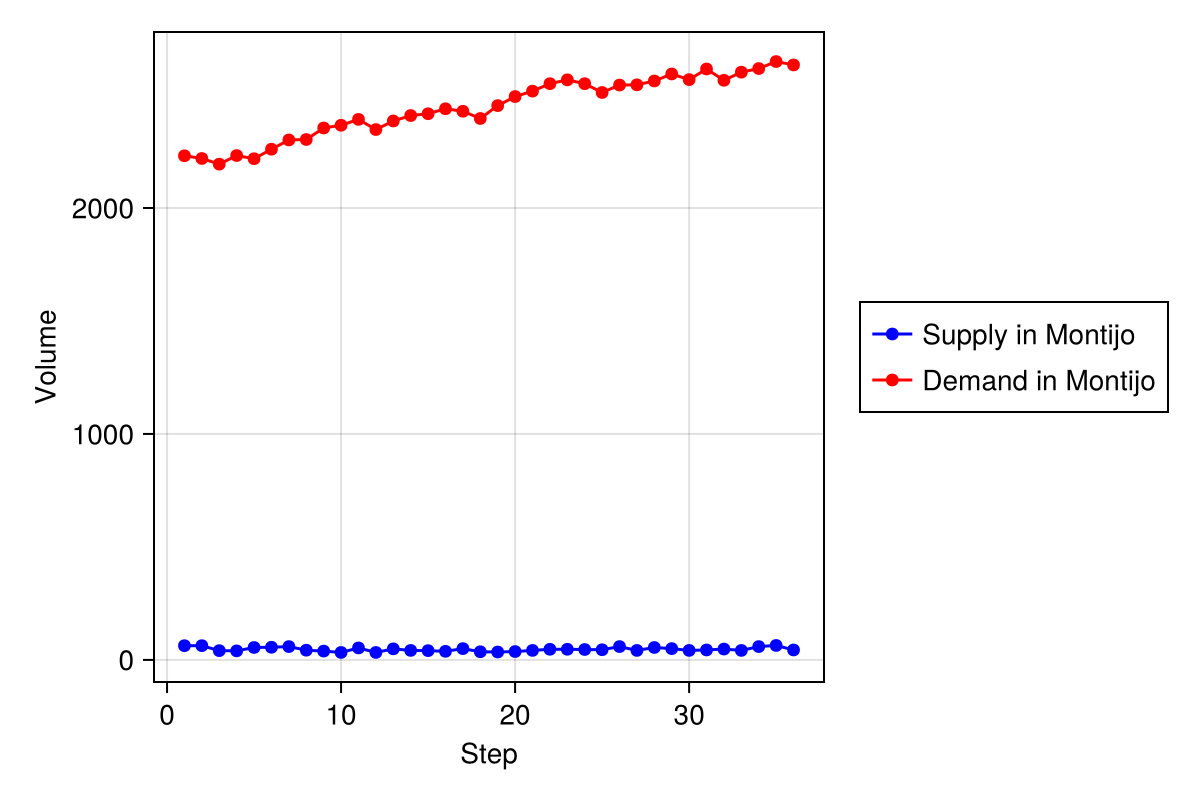 2000
1000
0
Volume
0 10 20 30
Step
Supply in Montijo
Demand in Montijo